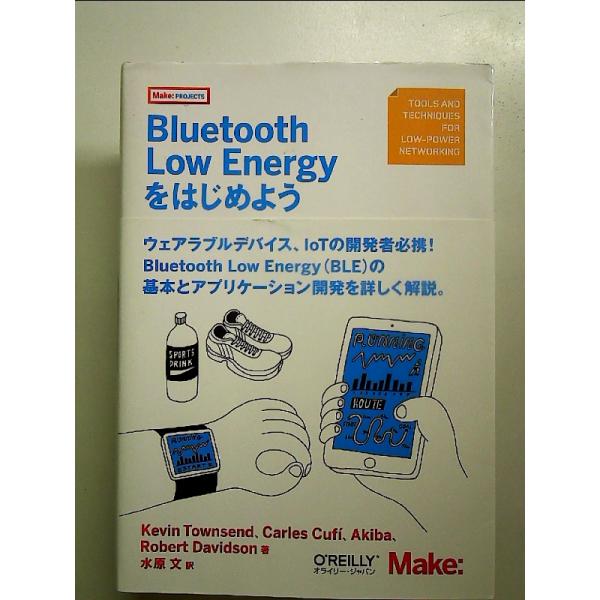 Make: PROJECTS
TOOLS AND
TECHNIQUES
FOR
LOW-POWER
NETWORKING
Bluetooth
Low Energy
をはじめよう
ウェアラブルデバイス、IoTの開発者必携!
Bluetooth Low Energy(BLE)の
基本とアプリケーション開発を詳しく解説。
SPORTS
DRINK
RUNNING
ROUTE
RUNNING
Kevin Townsend、Carles Cufí、Akiba、
Robert Davidson 著
水原 文 訳
O'REILLY
オライリー・ジャパン
Make: